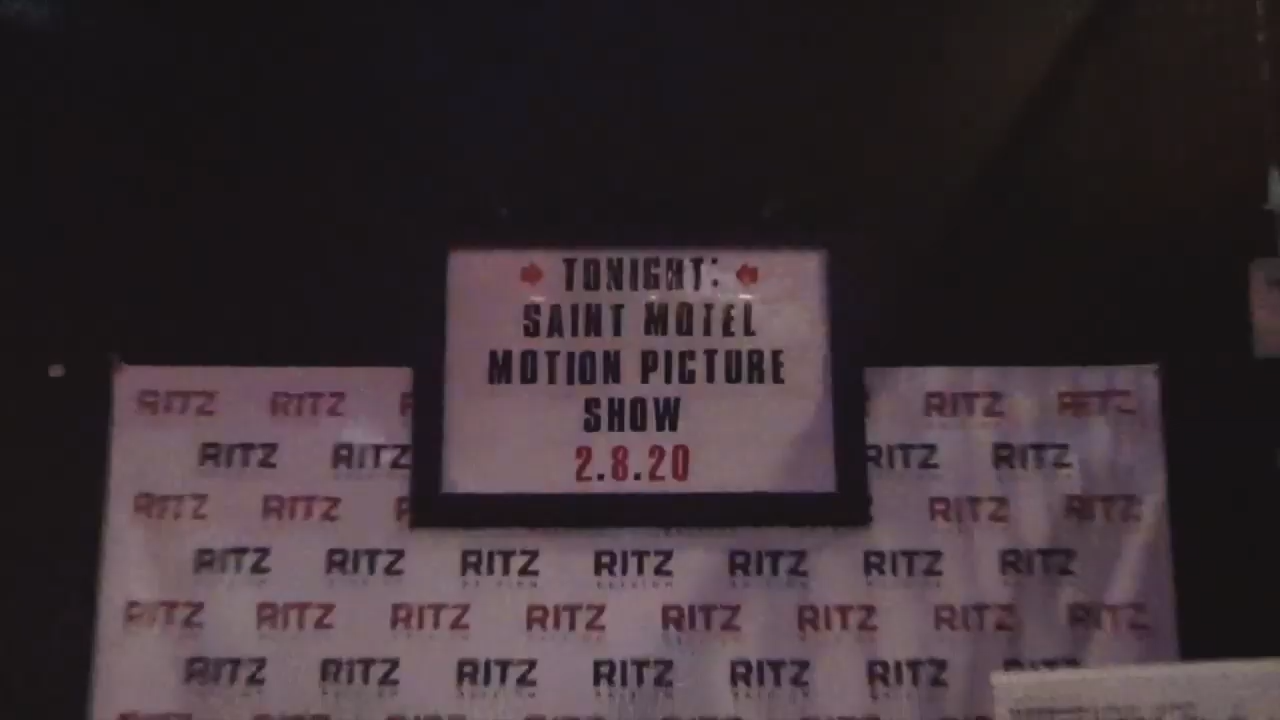 TONIGHT:
SAINT MOTEL
MOTION PICTURE
SHOW
2.8.20
RITZ RITZ RITZ RITZ
RITZ RITZ RITZ RITZ
RITZ RITZ RITZ RITZ
RITZ RITZ RITZ RITZ RITZ RITZ RITZ
RITZ RITZ RITZ RITZ RITZ RITZ RITZ RITZ
RITZ RITZ RITZ RITZ RITZ RITZ